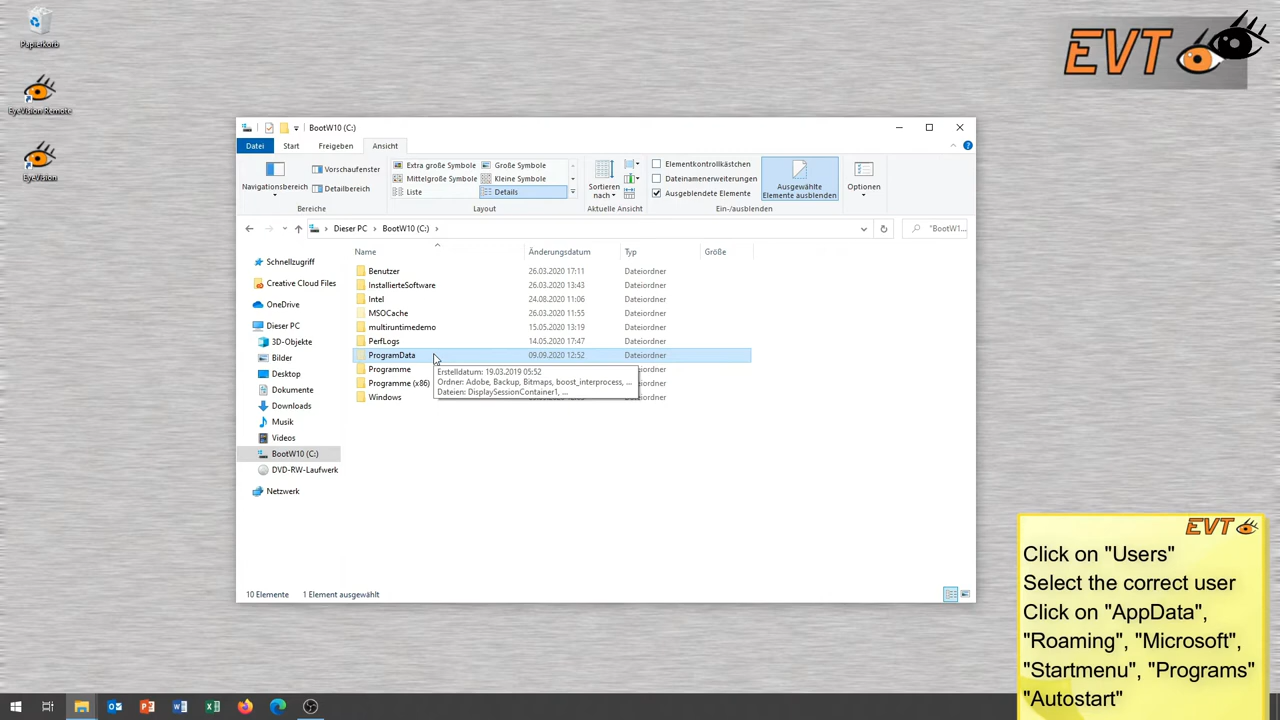 Papierkorb
EyeVision Remote
EyeVision
EVT
BootW10 (C:)
Datei Start Freigeben Ansicht
Navigationsbereich
Vorschaufenster
Detailbereich
Bereiche
Extra große Symbole Große Symbole
Mittelgroße Symbole Kleine Symbole
Liste Details
Layout
Sortieren nach
Aktuelle Ansicht
Elementkontrollkästchen
Dateinamenerweiterungen
Ausgeblendete Elemente
Ausgewählte Elemente ausblenden
Ein-/ausblenden
Optionen
Dieser PC > BootW10 (C:) >
"BootW1...
Schnellzugriff
Creative Cloud Files
OneDrive
Dieser PC
3D-Objekte
Bilder
Desktop
Dokumente
Downloads
Musik
Videos
BootW10 (C:)
DVD-RW-Laufwerk
Netzwerk
Name Änderungsdatum Typ Größe
Benutzer 26.03.2020 17:11 Dateiordner
InstallierteSoftware 26.03.2020 13:43 Dateiordner
Intel 24.08.2020 11:06 Dateiordner
MSOCache 26.03.2020 11:55 Dateiordner
multiruntimedemo 15.05.2020 13:19 Dateiordner
PerfLogs 14.05.2020 17:47 Dateiordner
ProgramData 09.09.2020 12:52 Dateiordner
Programme
Programme (x86)
Windows
Erstelldatum: 19.03.2019 05:52
Ordner: Adobe, Backup, Bitmaps, boost_interprocess, ...
Dateien: DisplaySessionContainer1, ...
10 Elemente 1 Element ausgewählt
EVT
Click on "Users"
Select the correct user
Click on "AppData",
"Roaming", "Microsoft",
"Startmenu", "Programs"
"Autostart"